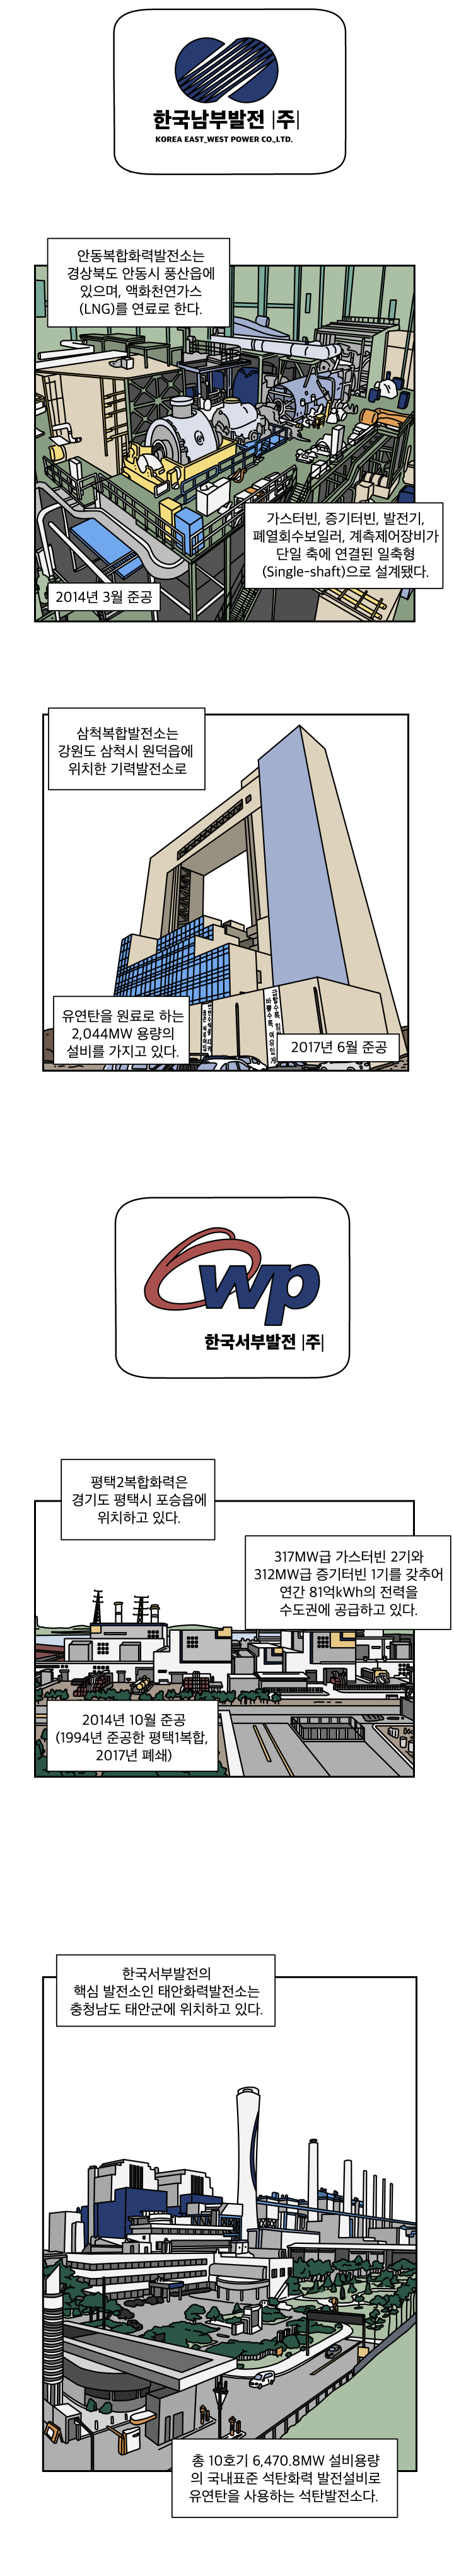 한국남부발전 |주|
KOREA EAST_WEST POWER CO.,LTD.
안동복합화력발전소는
경상북도 안동시 풍산읍에
있으며, 액화천연가스
(LNG)를 연료로 한다.
가스터빈, 증기터빈, 발전기,
폐열회수보일러, 계측제어장비가
단일 축에 연결된 일축형
(Single-shaft)으로 설계됐다.
2014년 3월 준공
삼척복합발전소는
강원도 삼척시 원덕읍에
위치한 기력발전소로
유연탄을 원료로 하는
2,044MW 용량의
설비를 가지고 있다.
2017년 6월 준공
wp
한국서부발전 |주|
평택2복합화력은
경기도 평택시 포승읍에
위치하고 있다.
317MW급 가스터빈 2기와
312MW급 증기터빈 1기를 갖추어
연간 81억kWh의 전력을
수도권에 공급하고 있다.
2014년 10월 준공
(1994년 준공한 평택1복합,
2017년 폐쇄)
한국서부발전의
핵심 발전소인 태안화력발전소는
충청남도 태안군에 위치하고 있다.
총 10호기 6,470.8MW 설비용량
의 국내표준 석탄화력 발전설비로
유연탄을 사용하는 석탄발전소다.